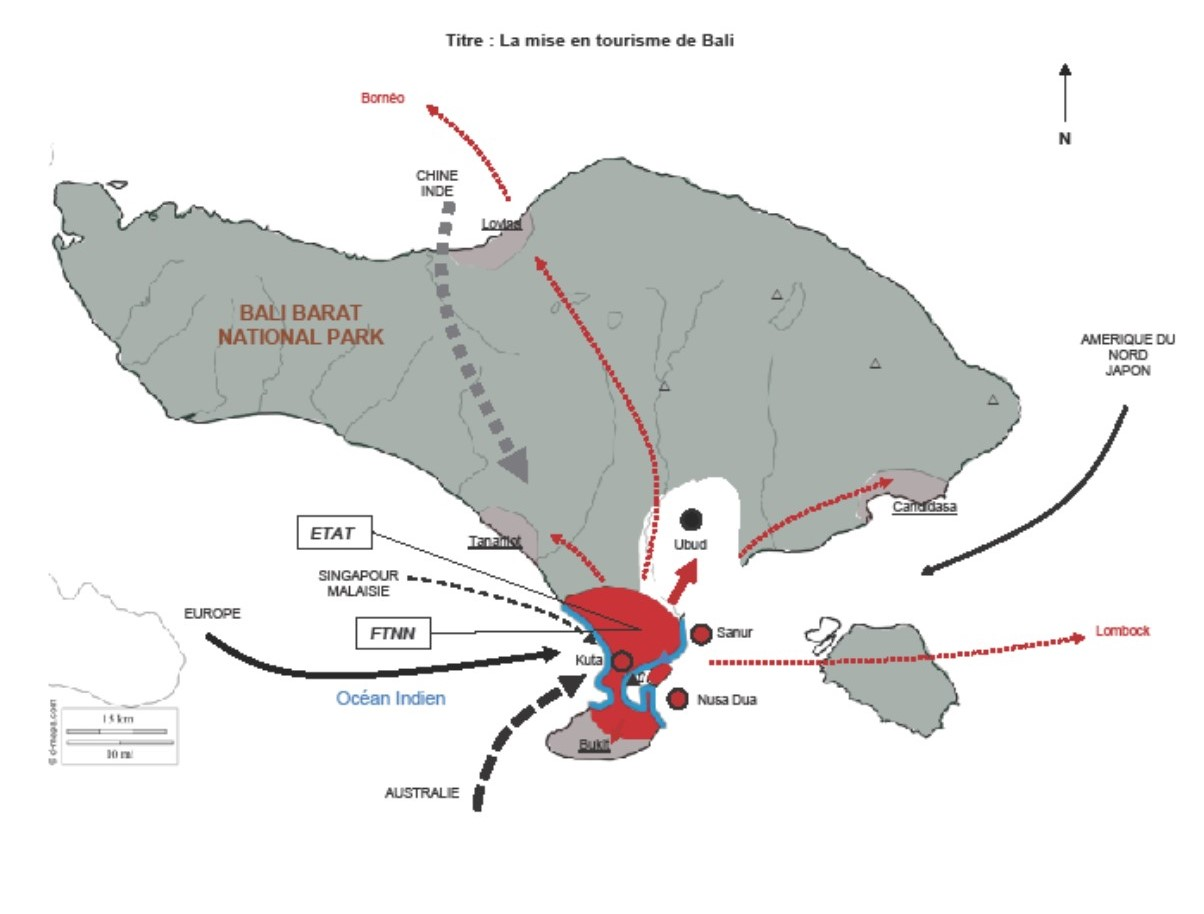 Titre : La mise en tourisme de Bali
Bornéo
N
CHINE
INDE
BALI BARAT
NATIONAL PARK
AMERIQUE DU
NORD
JAPON
Candidasa
ETAT
Ubud
SINGAPOUR
MALAISIE
EUROPE
FTNN
Sanur
Lombock
Kuta
Océan Indien
Nusa Dua
Bukit
AUSTRALIE
© d-maps.com
15 km
10 mi